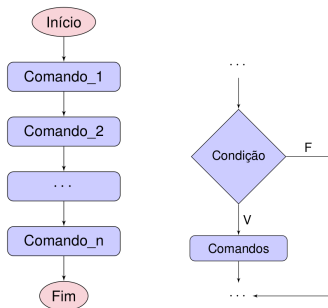 Início
Comando_1
Comando_2
...
Comando_n
Fim
...
Condição
F
V
Comandos
...